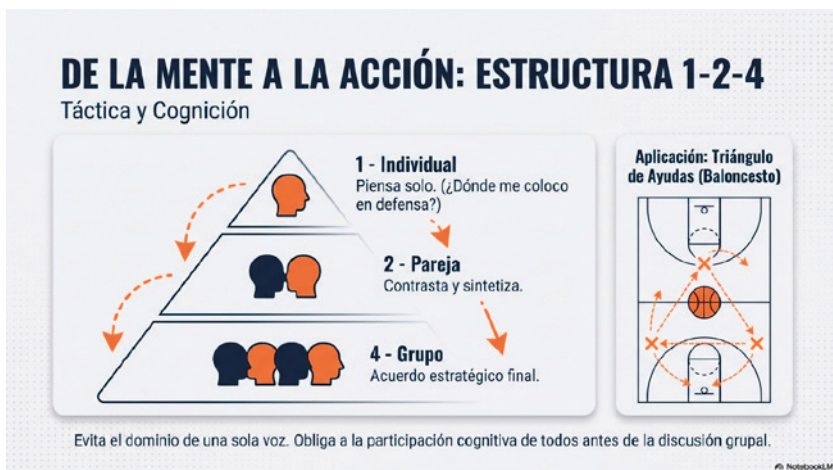 DE LA MENTE A LA ACCIÓN: ESTRUCTURA 1-2-4
Táctica y Cognición
1 - Individual
Piensa solo. (¿Dónde me coloco
en defensa?)
2 - Pareja
Contrasta y sintetiza.
4 - Grupo
Acuerdo estratégico final.
Aplicación: Triángulo
de Ayudas (Baloncesto)
Evita el dominio de una sola voz. Obliga a la participación cognitiva de todos antes de la discusión grupal.
NotebookLM